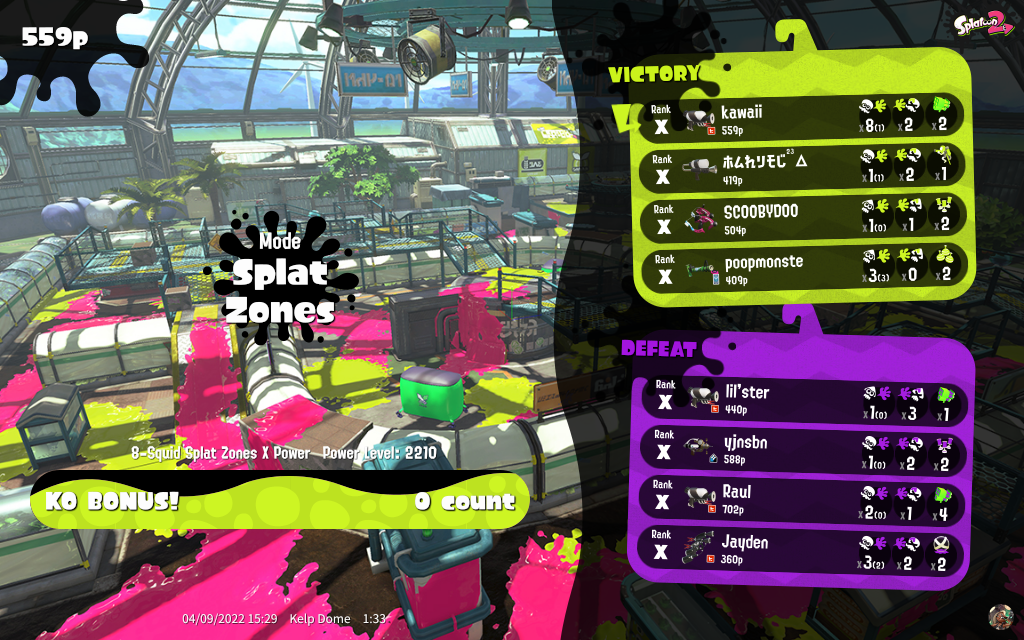 559p
Splatoon 2
Mode
Splat
Zones
8-Squid Splat Zones X Power Power Level: 2210
KO BONUS! 0 count
04/09/2022 15:29 Kelp Dome 1:33
VICTORY
Rank X kawaii 559p x8(1) x2 x2
Rank X ホムれリモじ²³ △ 419p x1(1) x2 x1
Rank X SCOOBYDOO 504p x1(0) x1 x2
Rank X poopmonste 409p x3(3) x0 x2
DEFEAT
Rank X lil'ster 440p x1(0) x3 x1
Rank X yjnsbn 588p x1(0) x2 x2
Rank X Raul 702p x2(0) x1 x4
Rank X Jayden 360p x3(2) x2 x2